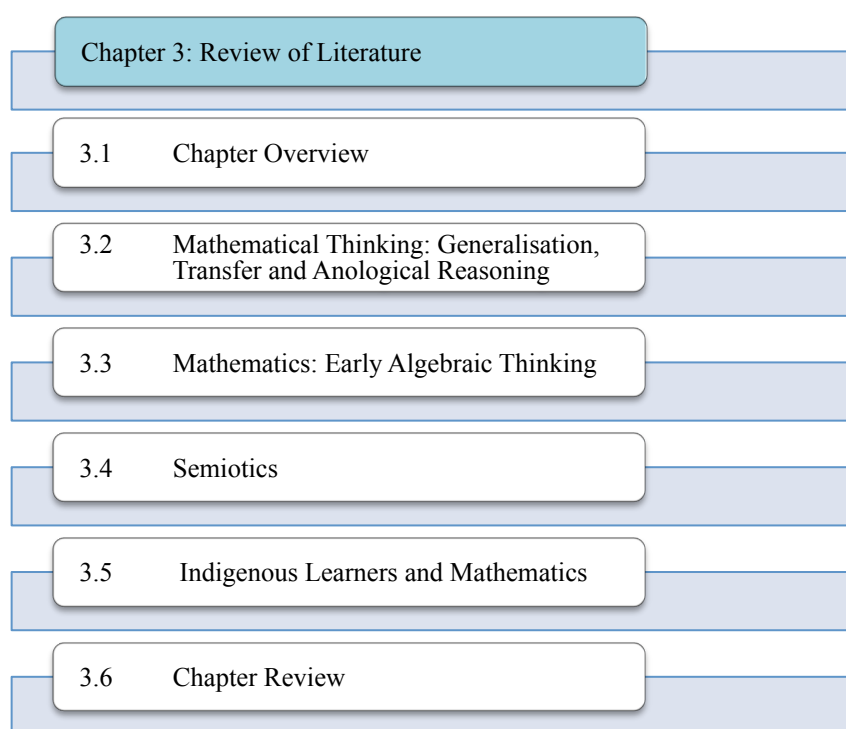 Chapter 3: Review of Literature
3.1 Chapter Overview
3.2 Mathematical Thinking: Generalisation,
Transfer and Anological Reasoning
3.3 Mathematics: Early Algebraic Thinking
3.4 Semiotics
3.5 Indigenous Learners and Mathematics
3.6 Chapter Review